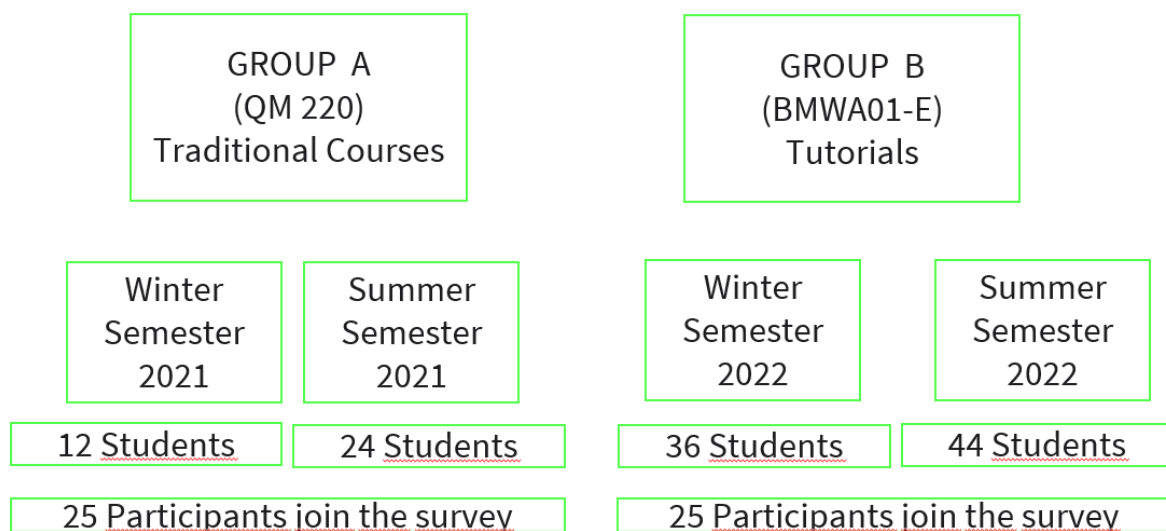 GROUP A
(QM 220)
Traditional Courses
GROUP B
(BMWA01-E)
Tutorials
Winter
Semester
2021
Summer
Semester
2021
Winter
Semester
2022
Summer
Semester
2022
12 Students
24 Students
36 Students
44 Students
25 Participants join the survey
25 Participants join the survey